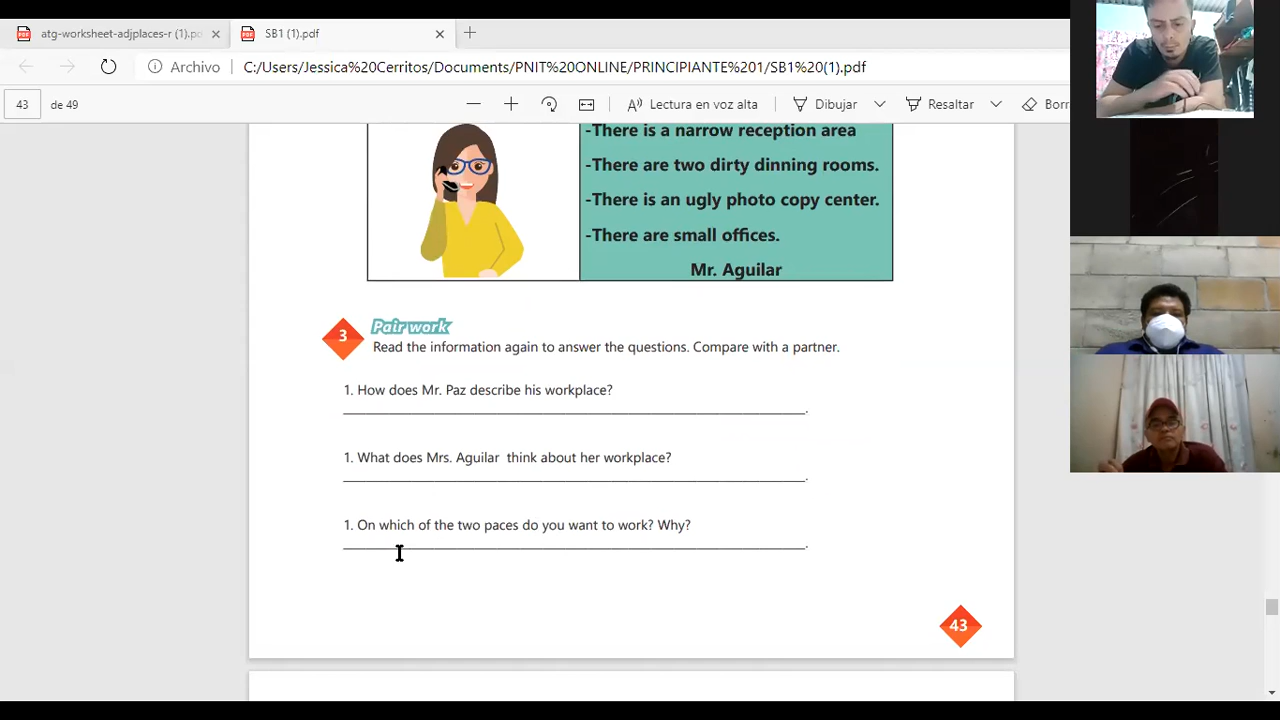 atg-worksheet-adjplaces-r (1).pd
SB1 (1).pdf
Archivo
C:/Users/Jessica%20Cerritos/Documents/PNIT%20ONLINE/PRINCIPIANTE%201/SB1%20(1).pdf
43
de 49
Lectura en voz alta
Dibujar
Resaltar
Borr
-There is a narrow reception area
-There are two dirty dinning rooms.
-There is an ugly photo copy center.
-There are small offices.
Mr. Aguilar
3
Pair work
Read the information again to answer the questions. Compare with a partner.
1. How does Mr. Paz describe his workplace?
1. What does Mrs. Aguilar think about her workplace?
1. On which of the two paces do you want to work? Why?
43